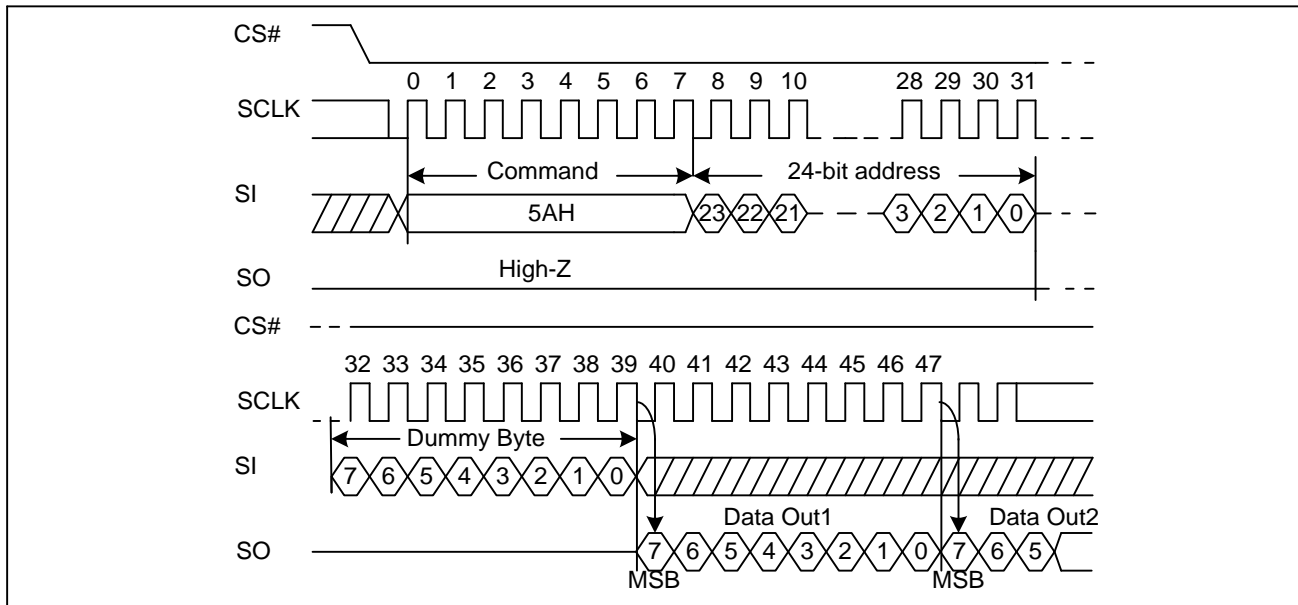 CS#
0 1 2 3 4 5 6 7 8 9 10 28 29 30 31
SCLK
Command 24-bit address
SI
5AH 23 22 21 3 2 1 0
High-Z
SO
CS#
32 33 34 35 36 37 38 39 40 41 42 43 44 45 46 47
SCLK
Dummy Byte
SI
7 6 5 4 3 2 1 0
Data Out1 Data Out2
SO
7 6 5 4 3 2 1 0 7 6 5
MSB MSB